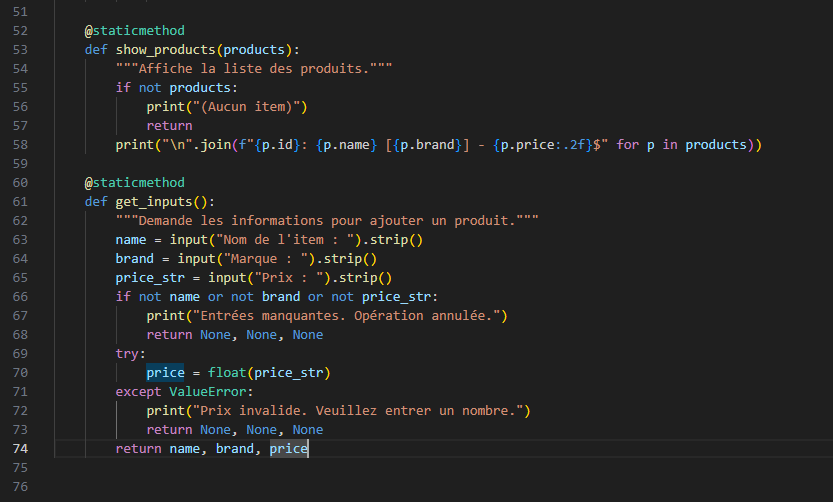 51
52 @staticmethod
53 def show_products(products):
54 """Affiche la liste des produits."""
55 if not products:
56 print("(Aucun item)")
57 return
58 print("\n".join(f"{p.id}: {p.name} [{p.brand}] - {p.price:.2f}$" for p in products))
59
60 @staticmethod
61 def get_inputs():
62 """Demande les informations pour ajouter un produit."""
63 name = input("Nom de l'item : ").strip()
64 brand = input("Marque : ").strip()
65 price_str = input("Prix : ").strip()
66 if not name or not brand or not price_str:
67 print("Entrées manquantes. Opération annulée.")
68 return None, None, None
69 try:
70 price = float(price_str)
71 except ValueError:
72 print("Prix invalide. Veuillez entrer un nombre.")
73 return None, None, None
74 return name, brand, price
75
76